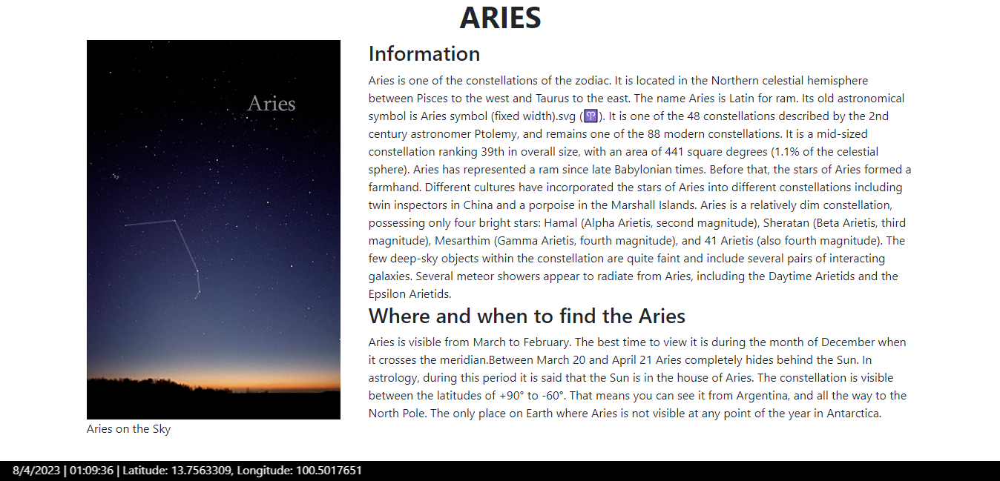 ARIES
Aries
Aries on the Sky
Information
Aries is one of the constellations of the zodiac. It is located in the Northern celestial hemisphere
between Pisces to the west and Taurus to the east. The name Aries is Latin for ram. Its old astronomical
symbol is Aries symbol (fixed width).svg (♈). It is one of the 48 constellations described by the 2nd
century astronomer Ptolemy, and remains one of the 88 modern constellations. It is a mid-sized
constellation ranking 39th in overall size, with an area of 441 square degrees (1.1% of the celestial
sphere). Aries has represented a ram since late Babylonian times. Before that, the stars of Aries formed a
farmhand. Different cultures have incorporated the stars of Aries into different constellations including
twin inspectors in China and a porpoise in the Marshall Islands. Aries is a relatively dim constellation,
possessing only four bright stars: Hamal (Alpha Arietis, second magnitude), Sheratan (Beta Arietis, third
magnitude), Mesarthim (Gamma Arietis, fourth magnitude), and 41 Arietis (also fourth magnitude). The
few deep-sky objects within the constellation are quite faint and include several pairs of interacting
galaxies. Several meteor showers appear to radiate from Aries, including the Daytime Arietids and the
Epsilon Arietids.
Where and when to find the Aries
Aries is visible from March to February. The best time to view it is during the month of December when
it crosses the meridian.Between March 20 and April 21 Aries completely hides behind the Sun. In
astrology, during this period it is said that the Sun is in the house of Aries. The constellation is visible
between the latitudes of +90° to -60°. That means you can see it from Argentina, and all the way to the
North Pole. The only place on Earth where Aries is not visible at any point of the year in Antarctica.
8/4/2023 | 01:09:36 | Latitude: 13.7563309, Longitude: 100.5017651